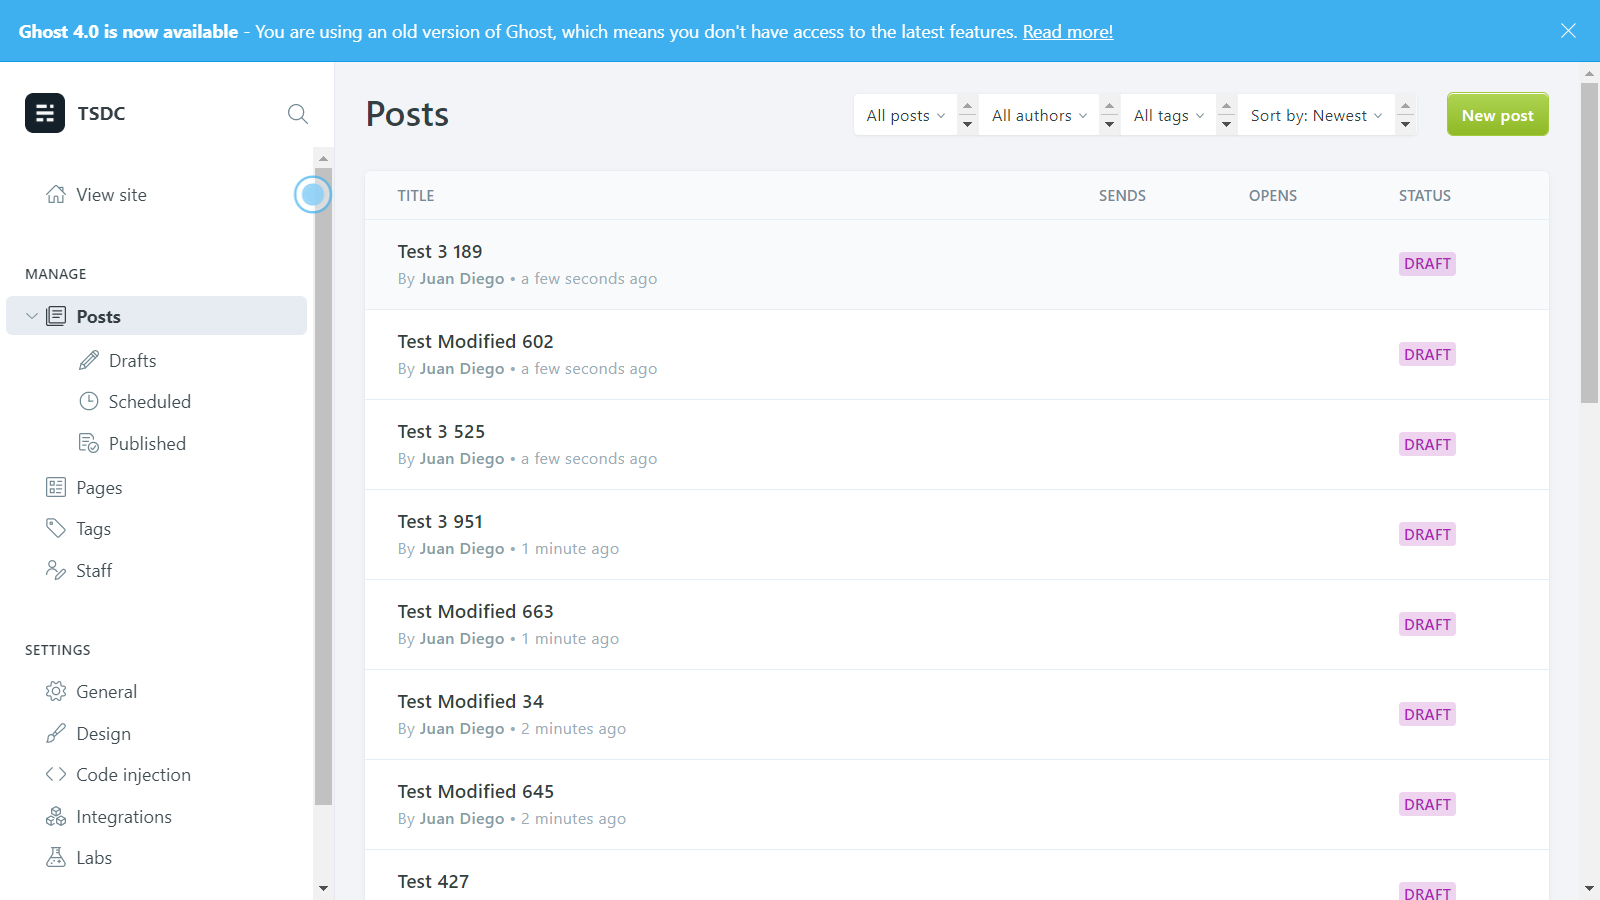 Ghost 4.0 is now available - You are using an old version of Ghost, which means you don't have access to the latest features. Read more!
TSDC
View site
MANAGE
Posts
Drafts
Scheduled
Published
Pages
Tags
Staff
SETTINGS
General
Design
Code injection
Integrations
Labs
Posts
All posts
All authors
All tags
Sort by: Newest
New post
TITLE SENDS OPENS STATUS
Test 3 189
By Juan Diego • a few seconds ago
DRAFT
Test Modified 602
By Juan Diego • a few seconds ago
DRAFT
Test 3 525
By Juan Diego • a few seconds ago
DRAFT
Test 3 951
By Juan Diego • 1 minute ago
DRAFT
Test Modified 663
By Juan Diego • 1 minute ago
DRAFT
Test Modified 34
By Juan Diego • 2 minutes ago
DRAFT
Test Modified 645
By Juan Diego • 2 minutes ago
DRAFT
Test 427
DRAFT